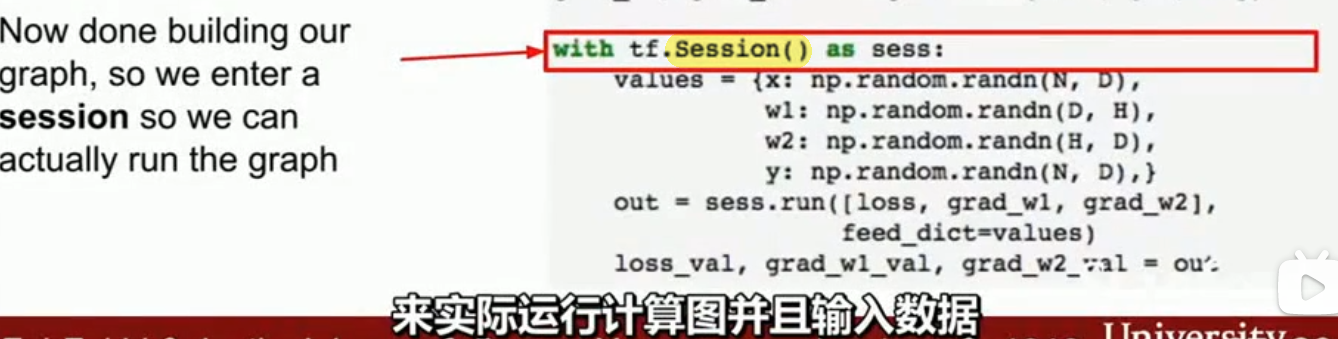 Now done building our
graph, so we enter a
session so we can
actually run the graph
with tf.Session() as sess:
values = {x: np.random.randn(N, D),
w1: np.random.randn(D, H),
w2: np.random.randn(H, D),
y: np.random.randn(N, D),}
out = sess.run([loss, grad_w1, grad_w2],
feed_dict=values)
loss_val, grad_w1_val, grad_w2_val = out
来实际运行计算图并且输入数据
University